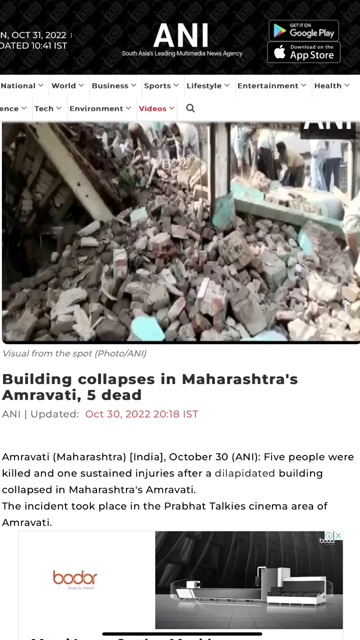 N, OCT 31, 2022
DATED 10:41 IST
ANI
South Asia's Leading Multimedia News Agency
GET IT ON
Google Play
Download on the
App Store
National World Business Sports Lifestyle Entertainment Health
ence Tech Environment Videos
ANI
Visual from the spot (Photo/ANI)
Building collapses in Maharashtra's
Amravati, 5 dead
ANI | Updated: Oct 30, 2022 20:18 IST
Amravati (Maharashtra) [India], October 30 (ANI): Five people were
killed and one sustained injuries after a dilapidated building
collapsed in Maharashtra's Amravati.
The incident took place in the Prabhat Talkies cinema area of
Amravati.
bodor
bodor